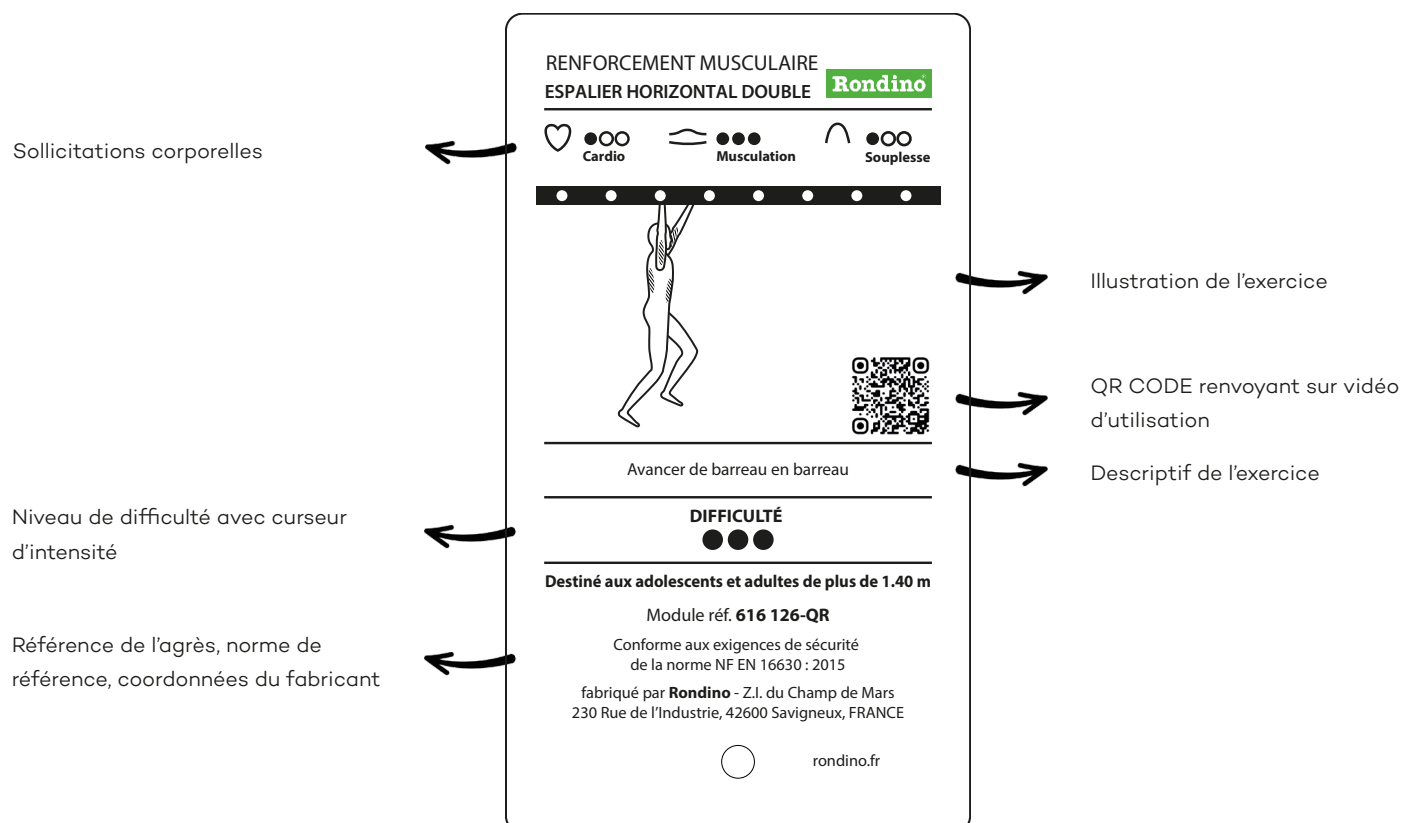 RENFORCEMENT MUSCULAIRE
ESPALIER HORIZONTAL DOUBLE
Rondino
Sollicitations corporelles
Cardio
Musculation
Souplesse
Illustration de l'exercice
QR CODE renvoyant sur vidéo
d'utilisation
Avancer de barreau en barreau
Descriptif de l'exercice
Niveau de difficulté avec curseur
d'intensité
DIFFICULTÉ
Destiné aux adolescents et adultes de plus de 1.40 m
Module réf. 616 126-QR
Référence de l'agrès, norme de
référence, coordonnées du fabricant
Conforme aux exigences de sécurité
de la norme NF EN 16630 : 2015
fabriqué par Rondino - Z.I. du Champ de Mars
230 Rue de l'Industrie, 42600 Savigneux, FRANCE
rondino.fr